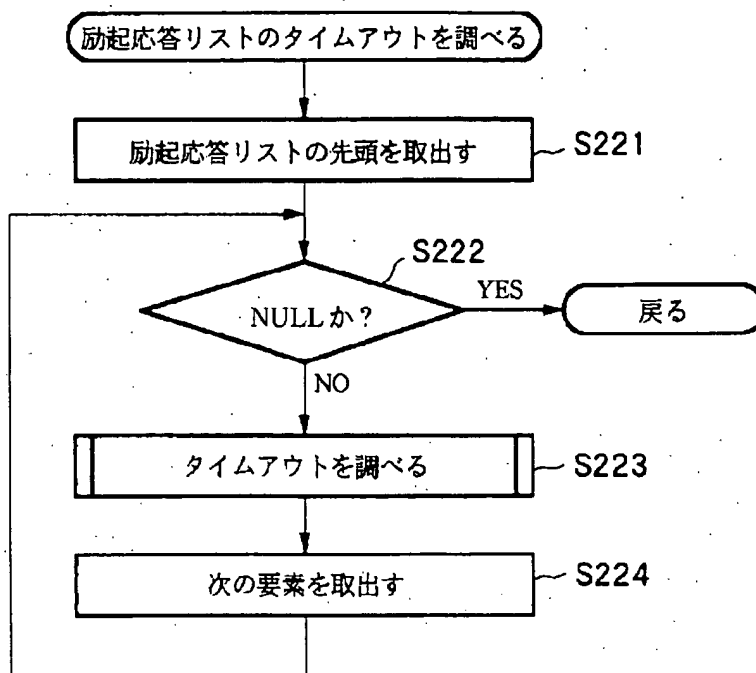 励起応答リストのタイムアウトを調べる
励起応答リストの先頭を取出す
S221
S222
NULLか?
YES
戻る
NO
タイムアウトを調べる
S223
次の要素を取出す
S224